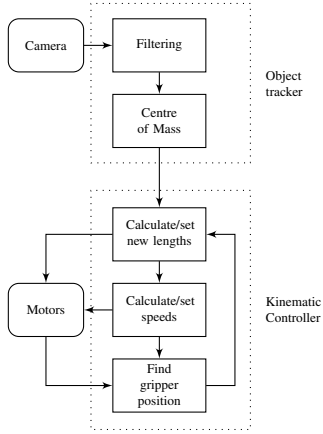 Camera
Filtering
Object
tracker
Centre
of Mass
Calculate/set
new lengths
Motors
Calculate/set
speeds
Kinematic
Controller
Find
gripper
position